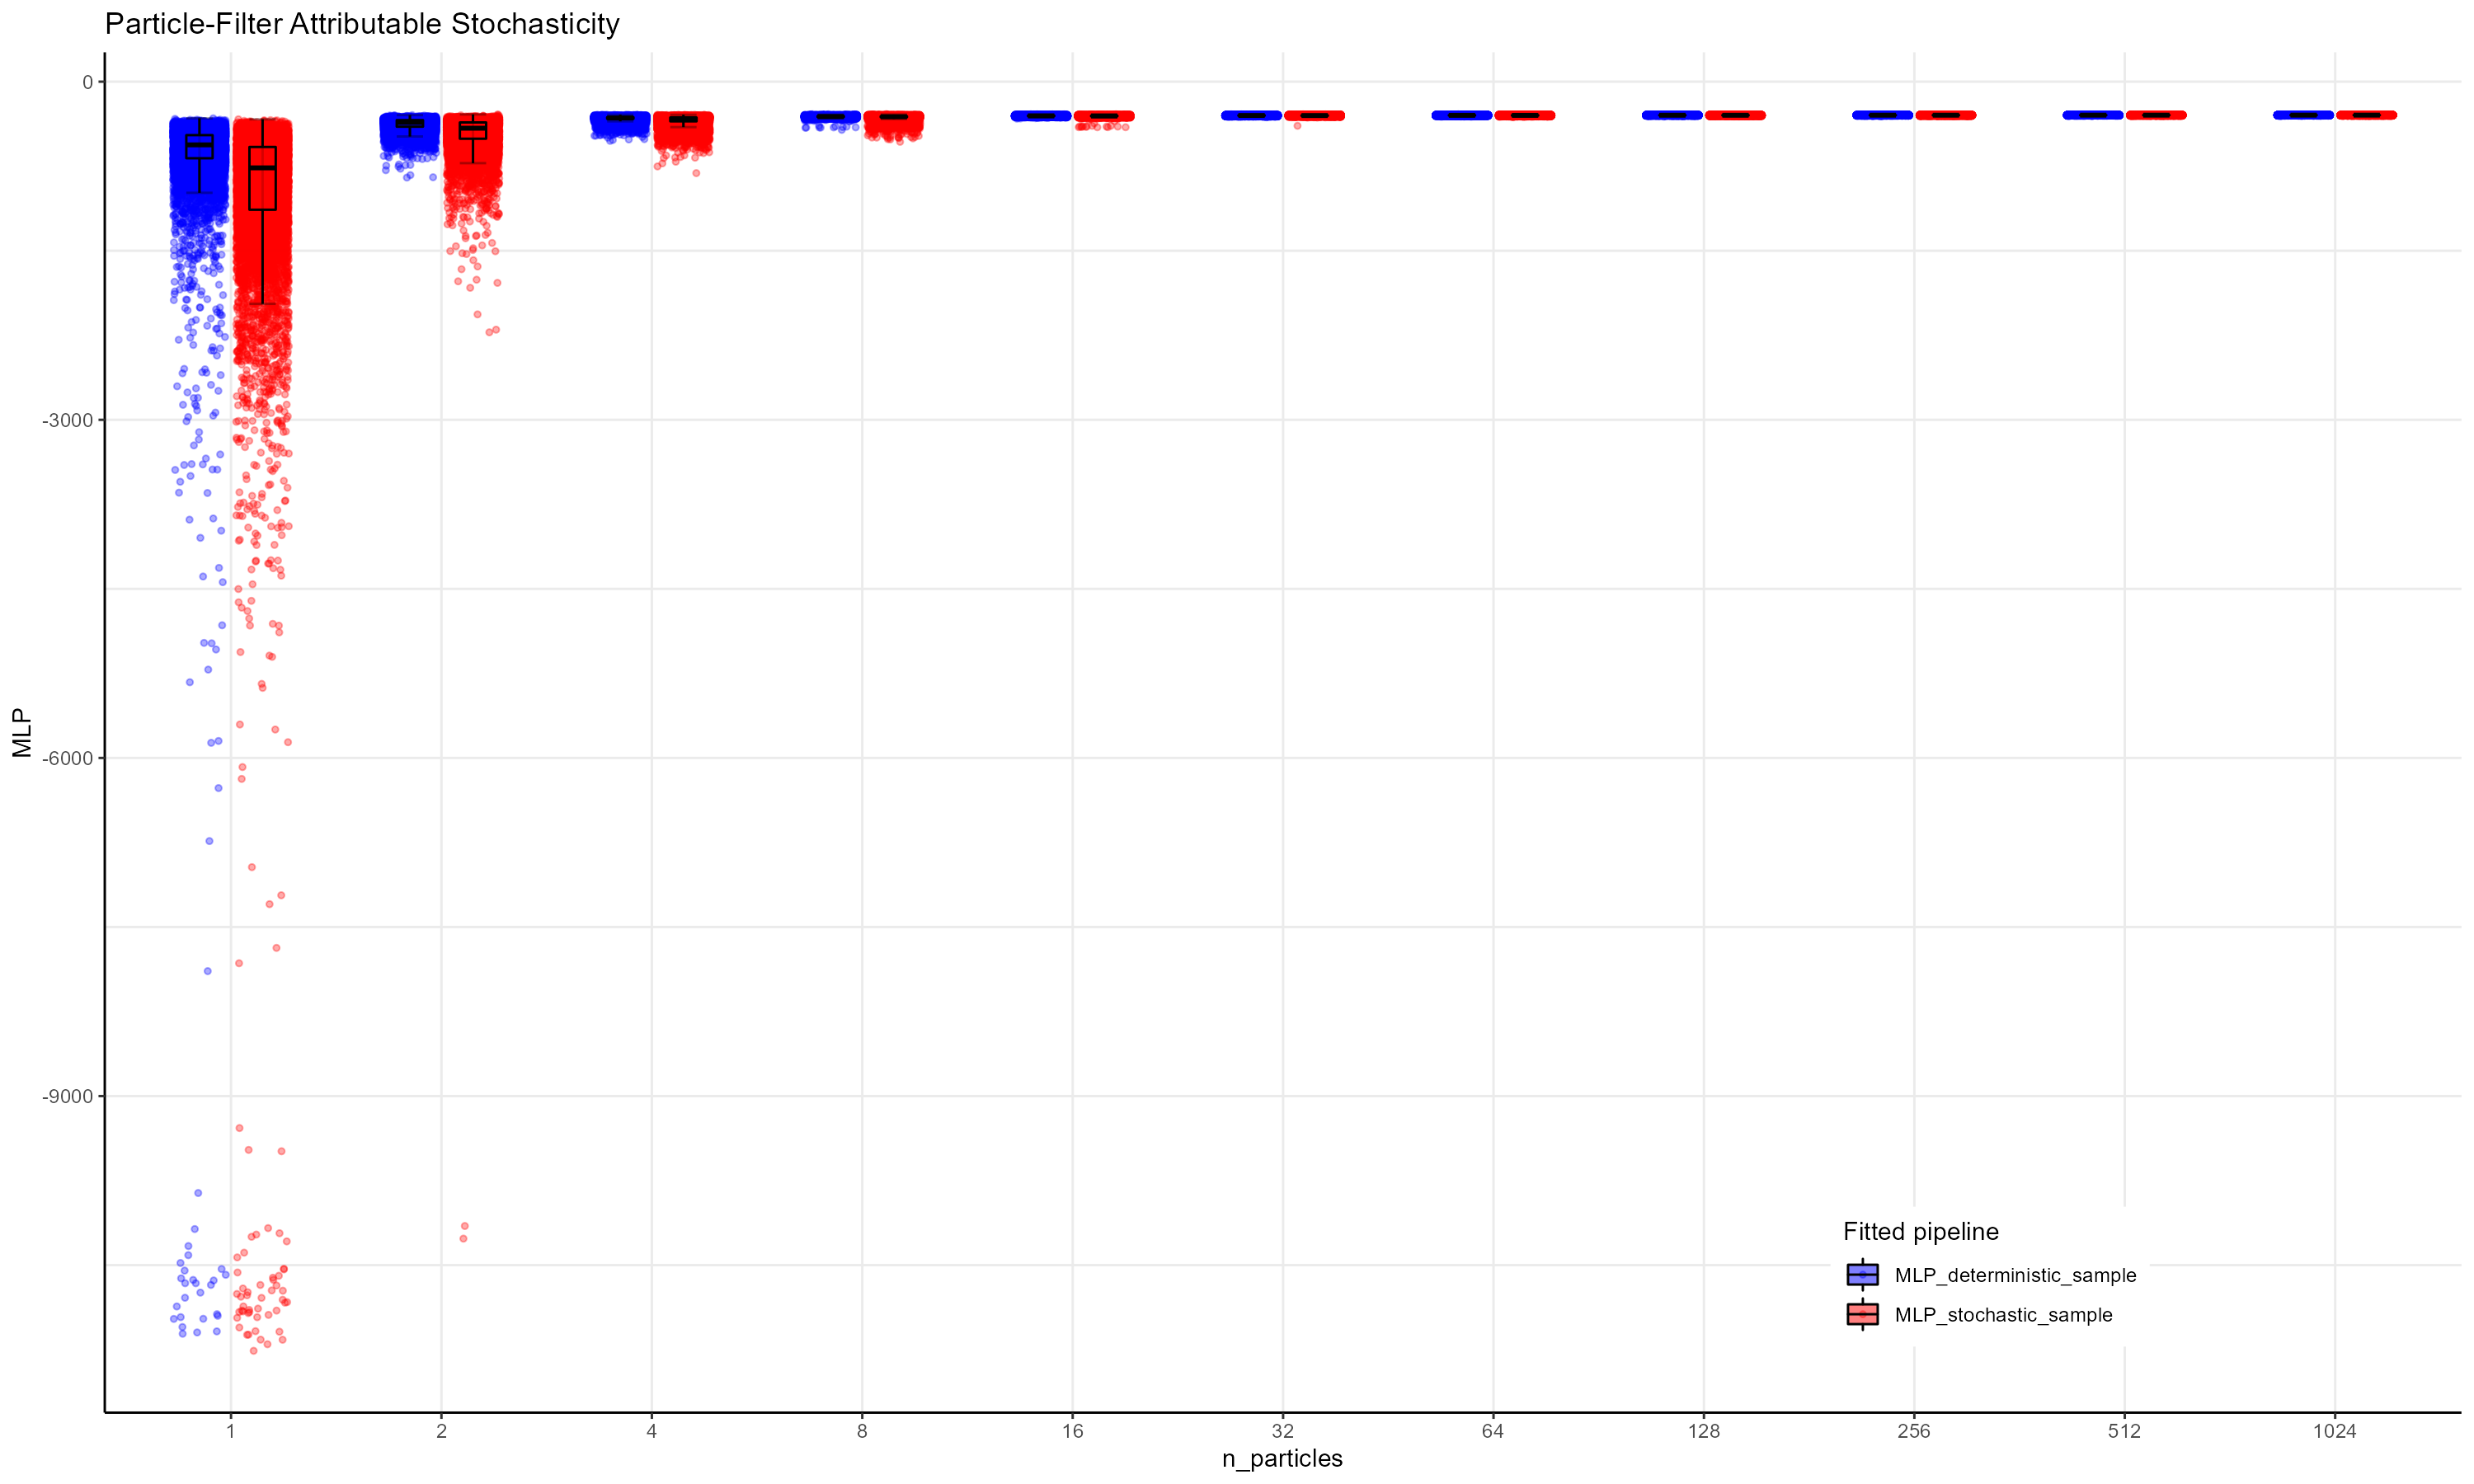 Particle-Filter Attributable Stochasticity
0
-3000
-6000
-9000
MLP
1 2 4 8 16 32 64 128 256 512 1024
n_particles
Fitted pipeline
MLP_deterministic_sample
MLP_stochastic_sample